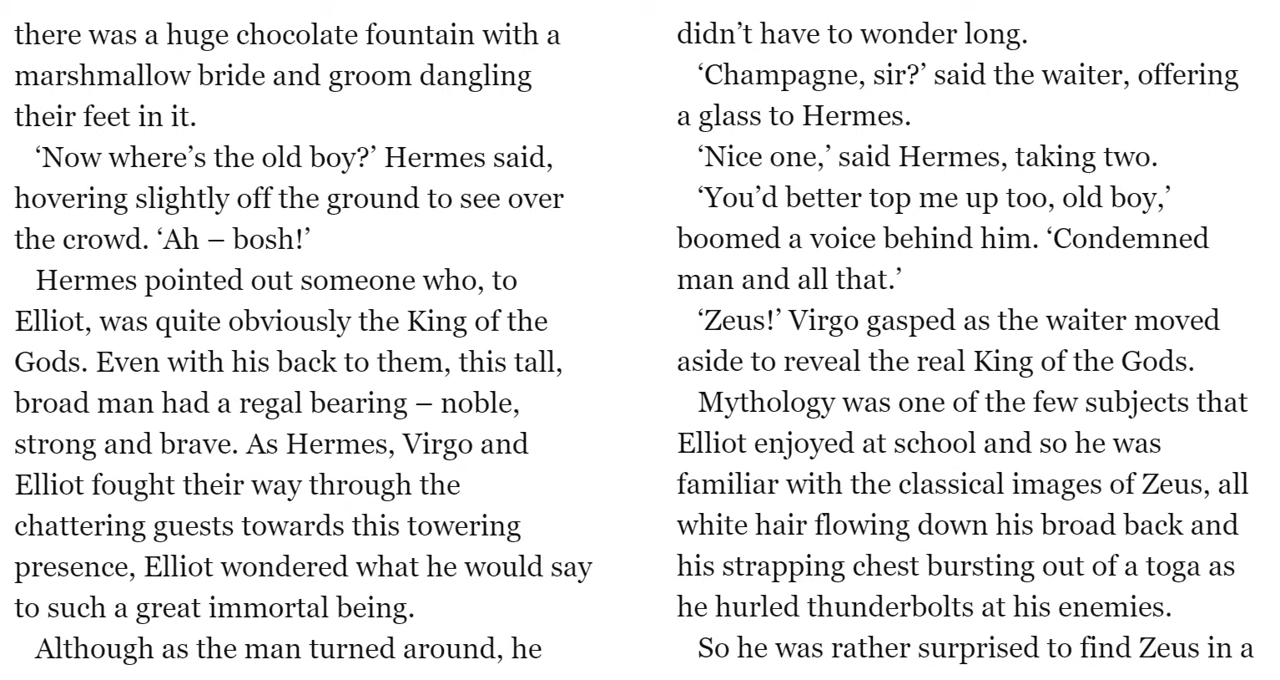 there was a huge chocolate fountain with a
marshmallow bride and groom dangling
their feet in it.
‘Now where’s the old boy?’ Hermes said,
hovering slightly off the ground to see over
the crowd. ‘Ah – bosh!’
Hermes pointed out someone who, to
Elliot, was quite obviously the King of the
Gods. Even with his back to them, this tall,
broad man had a regal bearing – noble,
strong and brave. As Hermes, Virgo and
Elliot fought their way through the
chattering guests towards this towering
presence, Elliot wondered what he would say
to such a great immortal being.
Although as the man turned around, he
didn’t have to wonder long.
‘Champagne, sir?’ said the waiter, offering
a glass to Hermes.
‘Nice one,’ said Hermes, taking two.
‘You’d better top me up too, old boy,’
boomed a voice behind him. ‘Condemned
man and all that.’
‘Zeus!’ Virgo gasped as the waiter moved
aside to reveal the real King of the Gods.
Mythology was one of the few subjects that
Elliot enjoyed at school and so he was
familiar with the classical images of Zeus, all
white hair flowing down his broad back and
his strapping chest bursting out of a toga as
he hurled thunderbolts at his enemies.
So he was rather surprised to find Zeus in a